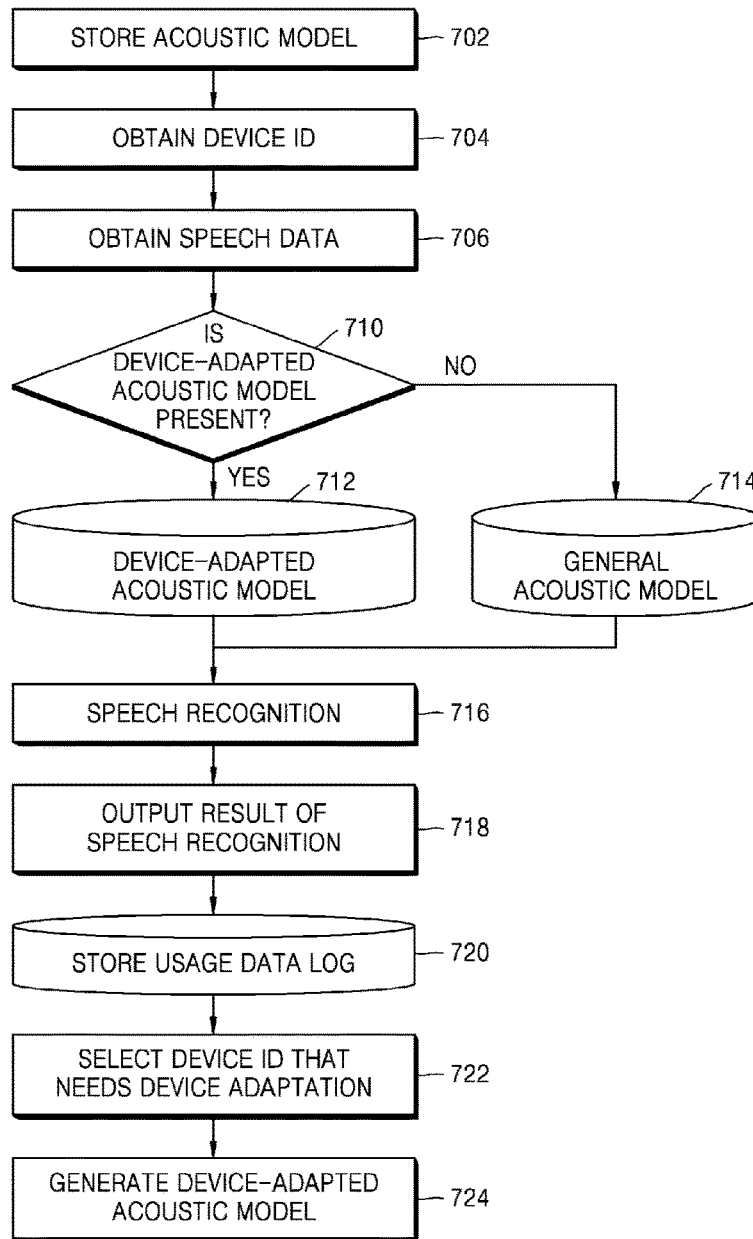 STORE ACOUSTIC MODEL
702
OBTAIN DEVICE ID
704
OBTAIN SPEECH DATA
706
IS
DEVICE-ADAPTED
ACOUSTIC MODEL
PRESENT?
710
NO
YES
712
714
DEVICE-ADAPTED
ACOUSTIC MODEL
GENERAL
ACOUSTIC MODEL
SPEECH RECOGNITION
716
OUTPUT RESULT OF
SPEECH RECOGNITION
718
STORE USAGE DATA LOG
720
SELECT DEVICE ID THAT
NEEDS DEVICE ADAPTATION
722
GENERATE DEVICE-ADAPTED
ACOUSTIC MODEL
724